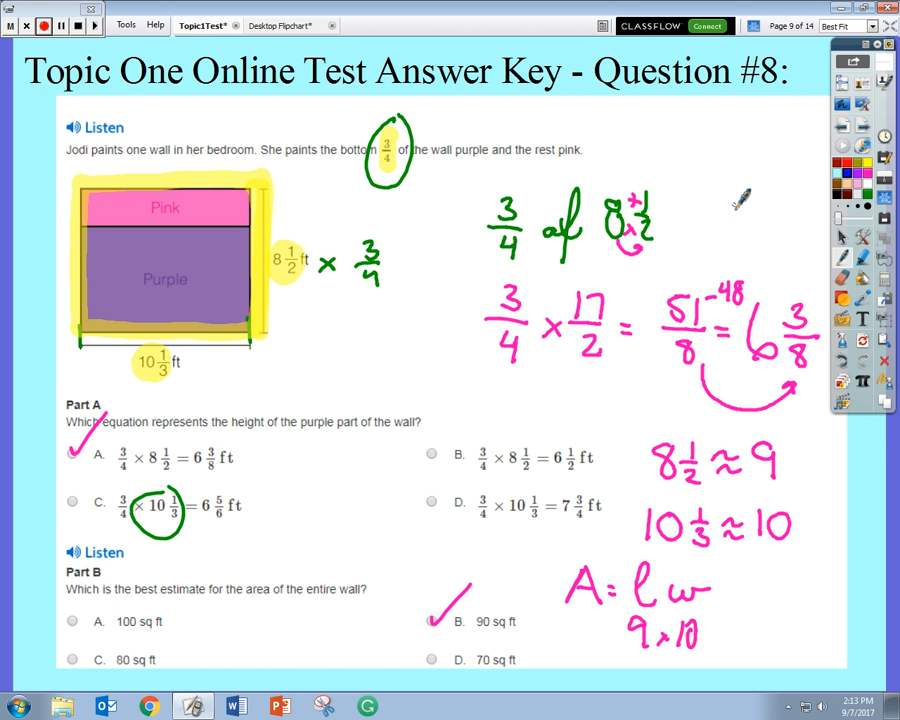 Tools Help Topic1Test* Desktop Flipchart* CLASSFLOW Connect Page 9 of 14 Best Fit
Topic One Online Test Answer Key - Question #8:
Listen
Jodi paints one wall in her bedroom. She paints the bottom 3/4 of the wall purple and the rest pink.
Pink
Purple
8 1/2 ft × 3/4
10 1/3 ft
3/4 of 8 1/2
+
×
3/4 × 17/2 = 51/8 = 6 3/8
-48
Part A
Which equation represents the height of the purple part of the wall?
A. 3/4 × 8 1/2 = 6 3/8 ft
B. 3/4 × 8 1/2 = 6 1/2 ft
C. 3/4 × 10 1/3 = 6 5/6 ft
D. 3/4 × 10 1/3 = 7 3/4 ft
8 1/2 ≈ 9
10 1/3 ≈ 10
Listen
Part B
Which is the best estimate for the area of the entire wall?
A = l w
9 × 10
A. 100 sq ft
B. 90 sq ft
C. 80 sq ft
D. 70 sq ft
2:13 PM
9/7/2017